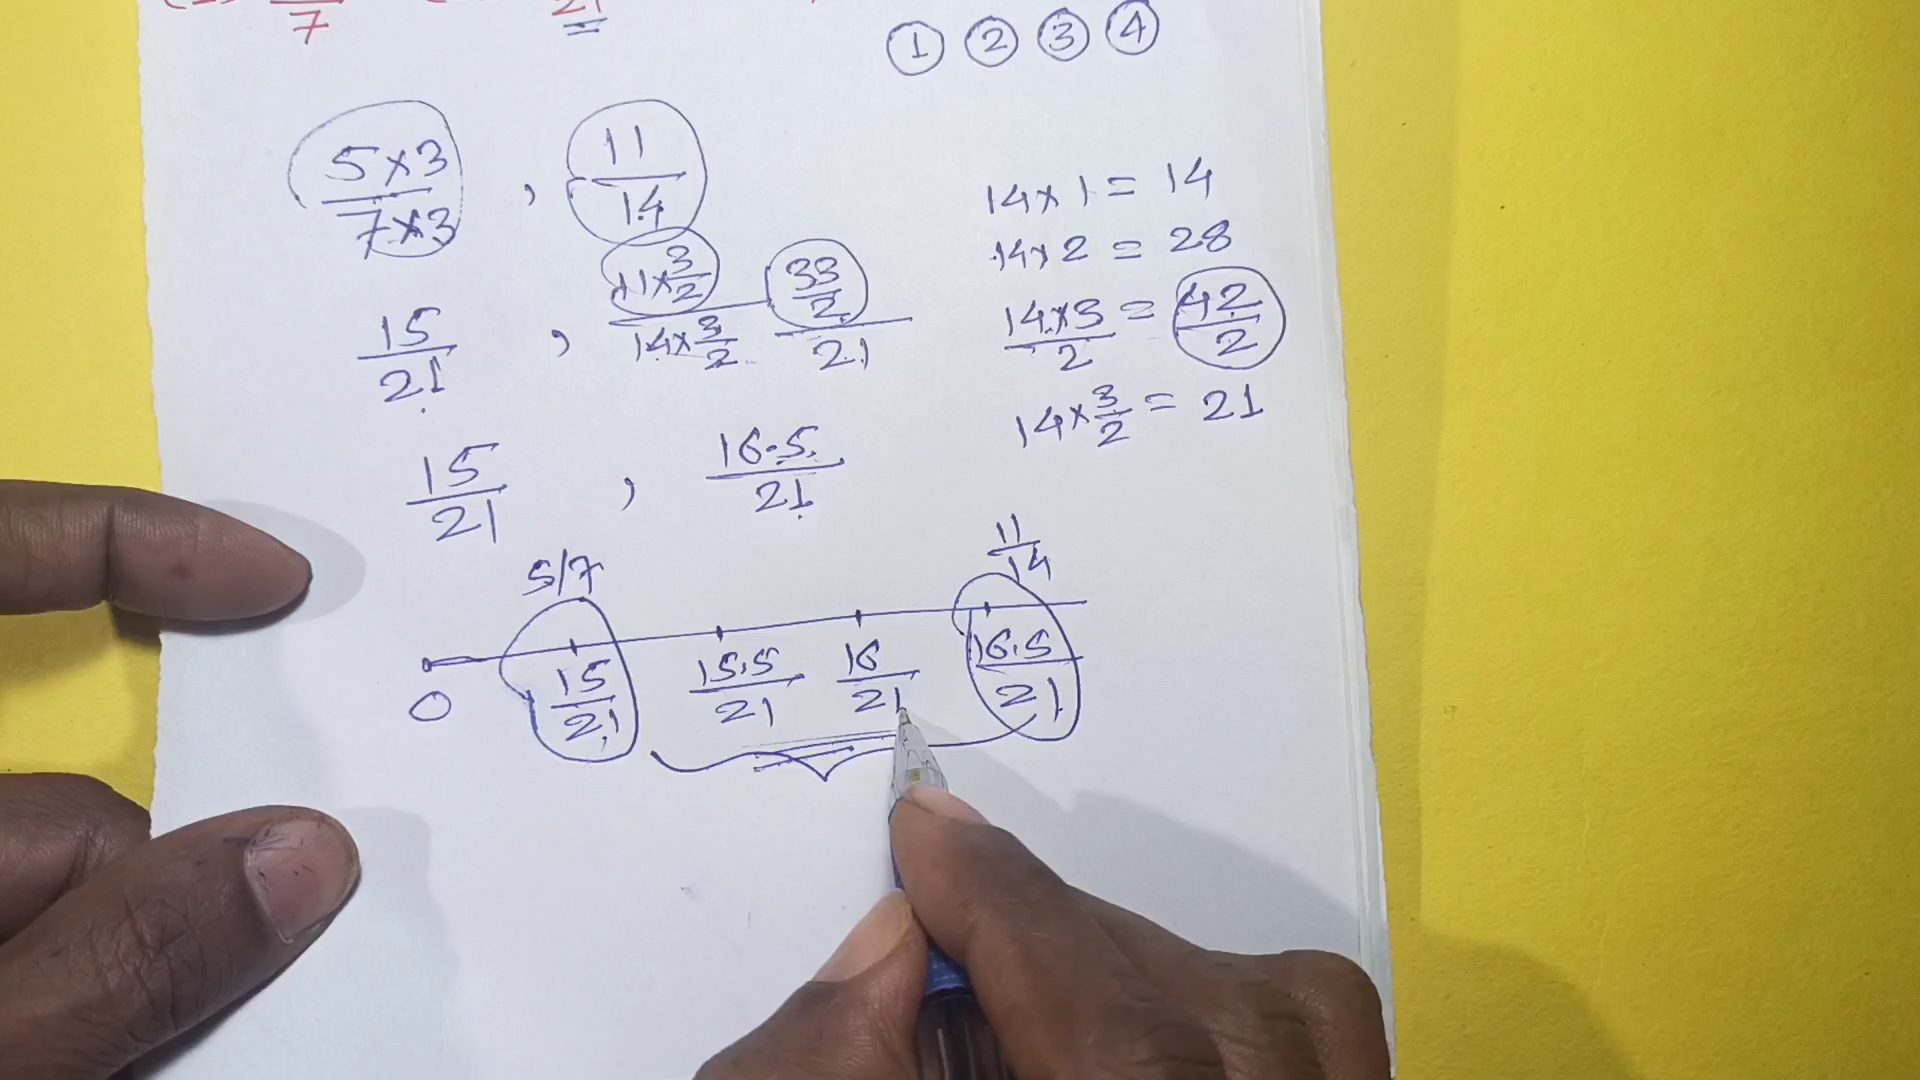 7
21
① ② ③ ④
5×3/7×3 , 11/14
14×1 = 14
14×2 = 28
15/21 , 11×3/2 / 14×3/2 33/2 / 21
14×3/2 = 42/2
14×3/2 = 21
15/21 , 16.5/21
5/7 11/14
0 15/21 15.5/21 16/21 16.5/21